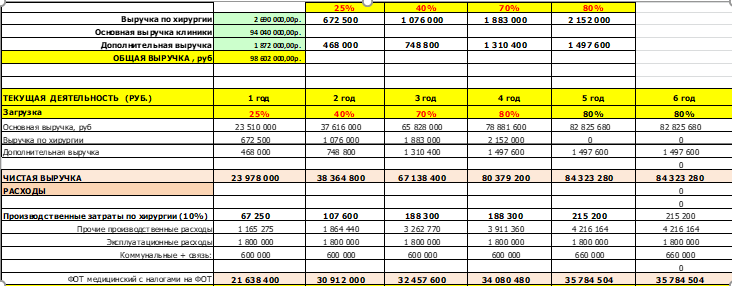 25% 40% 70% 80%
Выручка по хирургии 2 690 000,00р. 672 500 1 076 000 1 883 000 2 152 000
Основная выручка клиники 94 040 000,00р.
Дополнительная выручка 1 872 000,00р. 468 000 748 800 1 310 400 1 497 600
ОБЩАЯ ВЫРУЧКА , руб 98 602 000,00р.
ТЕКУЩАЯ ДЕЯТЕЛЬНОСТЬ (РУБ.) 1 год 2 год 3 год 4 год 5 год 6 год
Загрузка 25% 40% 70% 80% 80% 80%
Основная выручка, руб 23 510 000 37 616 000 65 828 000 78 881 600 82 825 680 82 825 680
Выручка по хирургии 672 500 1 076 000 1 883 000 2 152 000 0 0
Дополнительная выручка 468 000 748 800 1 310 400 1 497 600 1 497 600 1 497 600
0
ЧИСТАЯ ВЫРУЧКА 23 978 000 38 364 800 67 138 400 80 379 200 84 323 280 84 323 280
РАСХОДЫ 0
0
Производственные затраты по хирургии (10%) 67 250 107 600 188 300 188 300 215 200 215 200
Прочие производственные расходы 1 165 275 1 864 440 3 262 770 3 911 360 4 216 164 4 216 164
Эксплуатационные расходы 1 800 000 1 800 000 1 800 000 1 800 000 1 800 000 1 800 000
Коммунальные + связь: 600 000 600 000 600 000 600 000 660 000 660 000
0
ФОТ медицинский с налогами на ФОТ 21 638 400 30 912 000 32 457 600 34 080 480 35 784 504 35 784 504